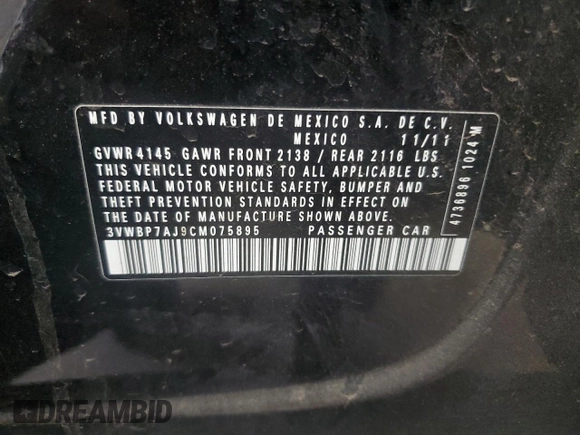 MFD BY VOLKSWAGEN DE MEXICO S.A. DE C.V.
MEXICO 11/11
GVWR 4145 GAWR FRONT 2138 / REAR 2116 LBS
THIS VEHICLE CONFORMS TO ALL APPLICABLE U.S.
FEDERAL MOTOR VEHICLE SAFETY, BUMPER AND
THEFT PREVENTION STANDARDS IN EFFECT ON
THE DATE OF MANUFACTURE SHOWN ABOVE.
3VWBP7AJ9CM075895 PASSENGER CAR
4736896 1024 M
DREAMBID